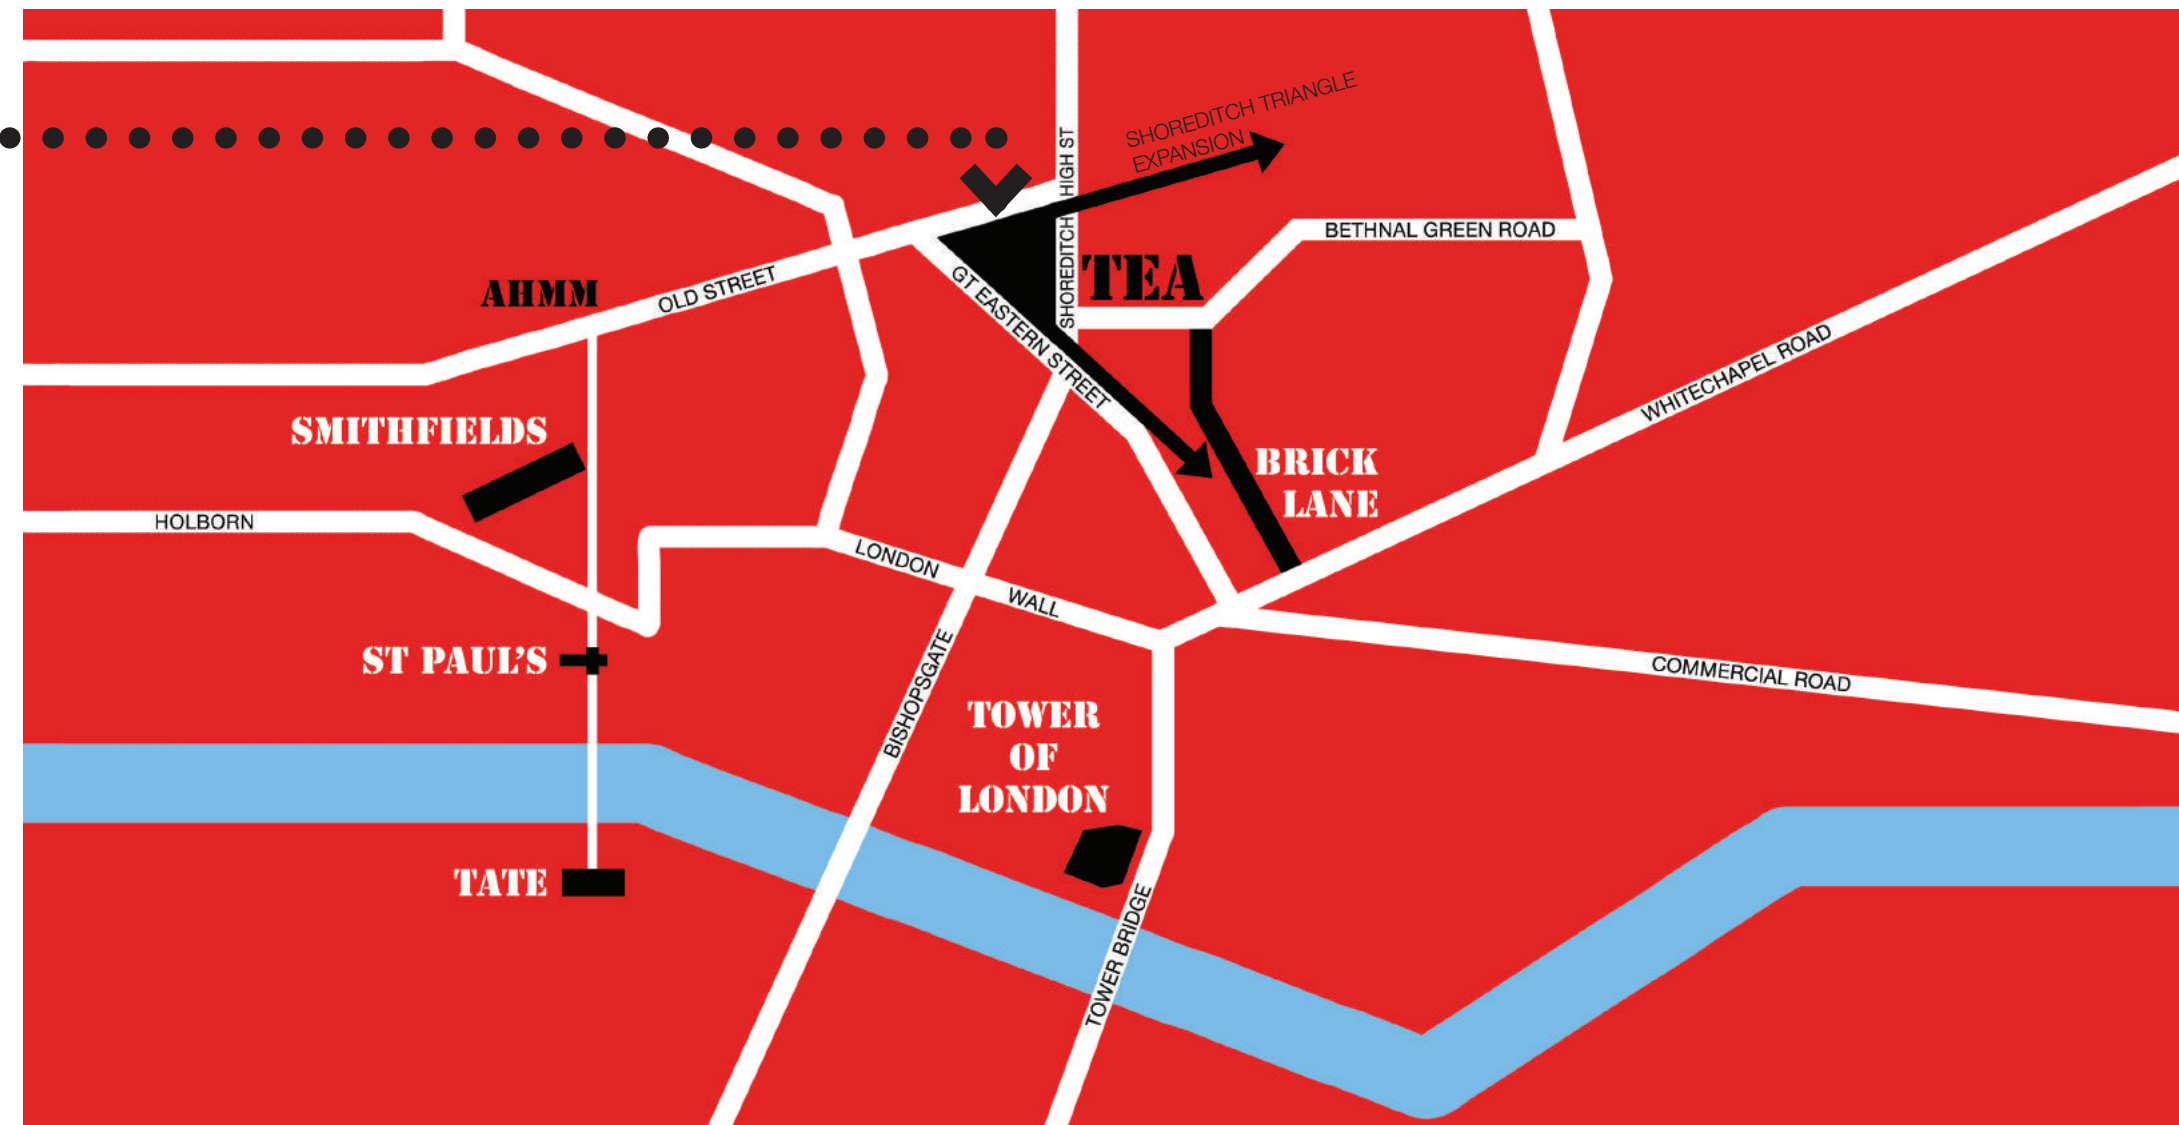 SHOREDITCH TRIANGLE
EXPANSION
SHOREDITCH HIGH ST
BETHNAL GREEN ROAD
TEA
AHMM
OLD STREET
GT EASTERN STREET
WHITECHAPEL ROAD
SMITHFIELDS
BRICK
LANE
HOLBORN
LONDON WALL
ST PAUL'S
BISHOPSGATE
COMMERCIAL ROAD
TOWER
OF
LONDON
TATE
TOWER BRIDGE